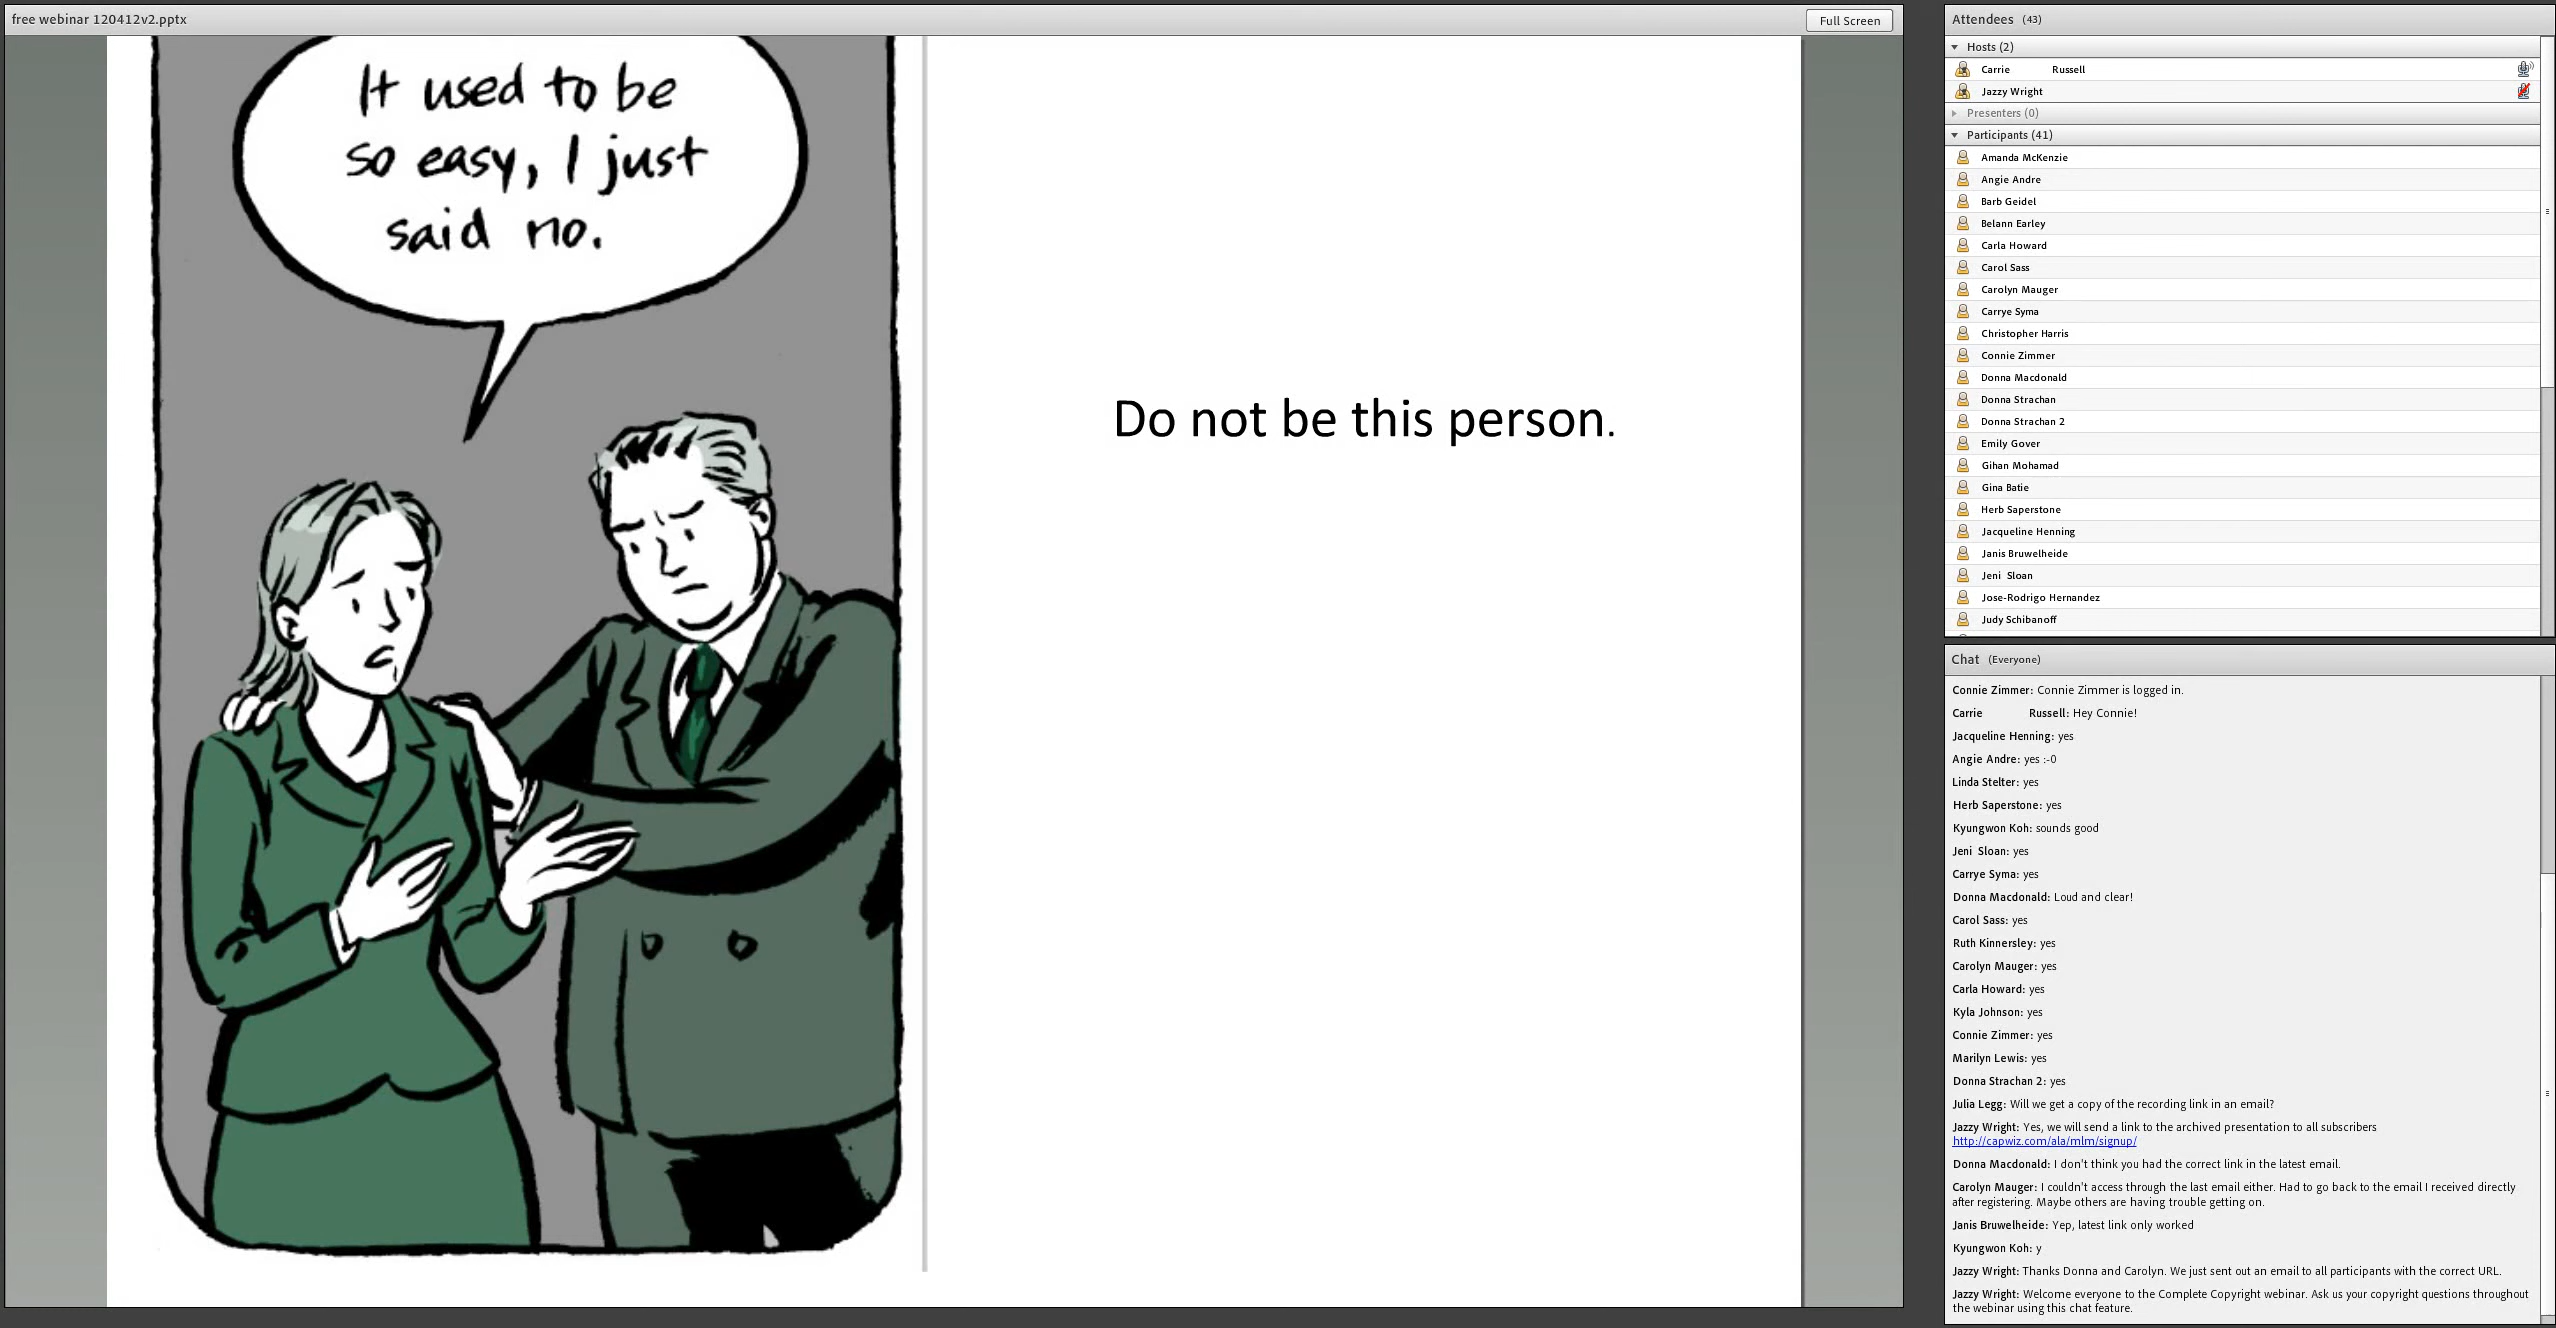 free webinar 120412v2.pptx
Full Screen
It used to be
so easy, I just
said no.
Do not be this person.
Attendees (43)
Hosts (2)
Carrie Russell
Jazzy Wright
Presenters (0)
Participants (41)
Amanda McKenzie
Angie Andre
Barb Geidel
Belann Earley
Carla Howard
Carol Sass
Carolyn Mauger
Carrye Syma
Christopher Harris
Connie Zimmer
Donna Macdonald
Donna Strachan
Donna Strachan 2
Emily Gover
Gihan Mohamad
Gina Batie
Herb Saperstone
Jacqueline Henning
Janis Bruwelheide
Jeni Sloan
Jose-Rodrigo Hernandez
Judy Schibanoff
Chat (Everyone)
Connie Zimmer: Connie Zimmer is logged in.
Carrie Russell: Hey Connie!
Jacqueline Henning: yes
Angie Andre: yes :-0
Linda Stelter: yes
Herb Saperstone: yes
Kyungwon Koh: sounds good
Jeni Sloan: yes
Carrye Syma: yes
Donna Macdonald: Loud and clear!
Carol Sass: yes
Ruth Kinnersley: yes
Carolyn Mauger: yes
Carla Howard: yes
Kyla Johnson: yes
Connie Zimmer: yes
Marilyn Lewis: yes
Donna Strachan 2: yes
Julia Legg: Will we get a copy of the recording link in an email?
Jazzy Wright: Yes, we will send a link to the archived presentation to all subscribers
http://capwiz.com/ala/mlm/signup/
Donna Macdonald: I don't think you had the correct link in the latest email.
Carolyn Mauger: I couldn't access through the last email either. Had to go back to the email I received directly
after registering. Maybe others are having trouble getting on.
Janis Bruwelheide: Yep, latest link only worked
Kyungwon Koh: y
Jazzy Wright: Thanks Donna and Carolyn. We just sent out an email to all participants with the correct URL.
Jazzy Wright: Welcome everyone to the Complete Copyright webinar. Ask us your copyright questions throughout
the webinar using this chat feature.